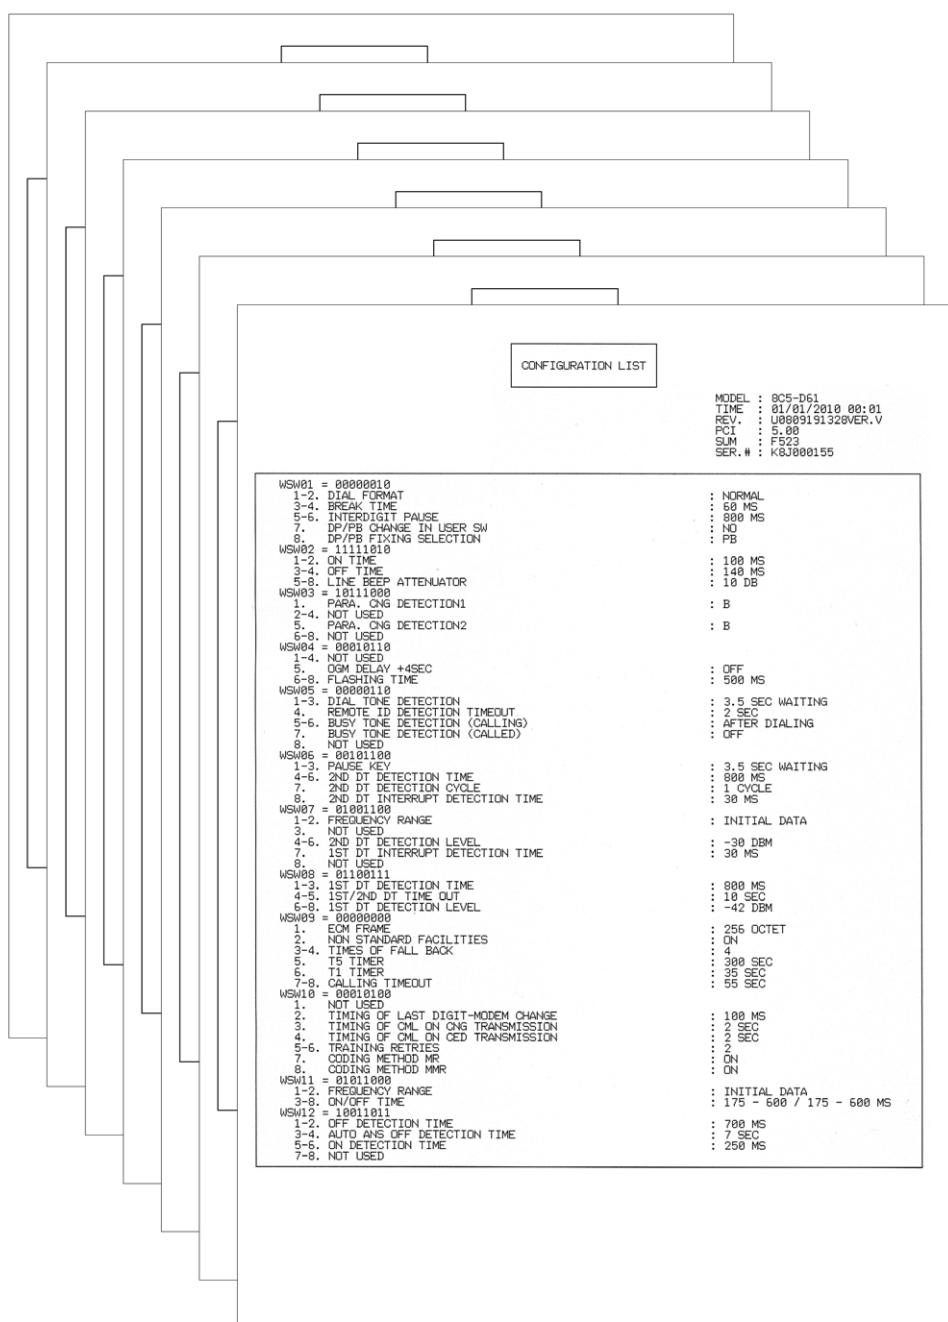 CONFIGURATION LIST
MODEL : 8C5-D61
TIME : 01/01/2010 00:01
REV. : U0809191328VER.V
PCI : 5.00
SUM : F523
SER.# : K8J000155
WSW01 = 00000010
1-2. DIAL FORMAT : NORMAL
3-4. BREAK TIME : 60 MS
5-6. INTERDIGIT PAUSE : 800 MS
7. DP/PB CHANGE IN USER SW : NO
8. DP/PB FIXING SELECTION : PB
WSW02 = 11111010
1-2. ON TIME : 100 MS
3-4. OFF TIME : 140 MS
5-8. LINE BEEP ATTENUATOR : 10 DB
WSW03 = 10111000
1. PARA. CNG DETECTION1 : B
2-4. NOT USED
5. PARA. CNG DETECTION2 : B
6-8. NOT USED
WSW04 = 00010110
1-4. NOT USED
5. OGM DELAY +4SEC : OFF
6-8. FLASHING TIME : 500 MS
WSW05 = 00000110
1-3. DIAL TONE DETECTION : 3.5 SEC WAITING
4. REMOTE ID DETECTION TIMEOUT : 2 SEC
5-6. BUSY TONE DETECTION (CALLING) : AFTER DIALING
7. BUSY TONE DETECTION (CALLED) : OFF
8. NOT USED
WSW06 = 00101100
1-3. PAUSE KEY : 3.5 SEC WAITING
4-6. 2ND DT DETECTION TIME : 800 MS
7. 2ND DT DETECTION CYCLE : 1 CYCLE
8. 2ND DT INTERRUPT DETECTION TIME : 30 MS
WSW07 = 01001100
1-2. FREQUENCY RANGE : INITIAL DATA
3. NOT USED
4-6. 2ND DT DETECTION LEVEL : -30 DBM
7. 1ST DT INTERRUPT DETECTION TIME : 30 MS
8. NOT USED
WSW08 = 01100111
1-3. 1ST DT DETECTION TIME : 800 MS
4-5. 1ST/2ND DT TIME OUT : 10 SEC
6-8. 1ST DT DETECTION LEVEL : -42 DBM
WSW09 = 00000000
1. ECM FRAME : 256 OCTET
2. NON STANDARD FACILITIES : ON
3-4. TIMES OF FALL BACK : 4
5. T5 TIMER : 300 SEC
6. T1 TIMER : 35 SEC
7-8. CALLING TIMEOUT : 55 SEC
WSW10 = 00010100
1. NOT USED
2. TIMING OF LAST DIGIT-MODEM CHANGE : 100 MS
3. TIMING OF CML ON CNG TRANSMISSION : 2 SEC
4. TIMING OF CML ON CED TRANSMISSION : 2 SEC
5-6. TRAINING RETRIES : 2
7. CODING METHOD MR : ON
8. CODING METHOD MMR : ON
WSW11 = 01011000
1-2. FREQUENCY RANGE : INITIAL DATA
3-8. ON/OFF TIME : 175 - 600 / 175 - 600 MS
WSW12 = 10011011
1-2. OFF DETECTION TIME : 700 MS
3-4. AUTO ANS OFF DETECTION TIME : 7 SEC
5-6. ON DETECTION TIME : 250 MS
7-8. NOT USED